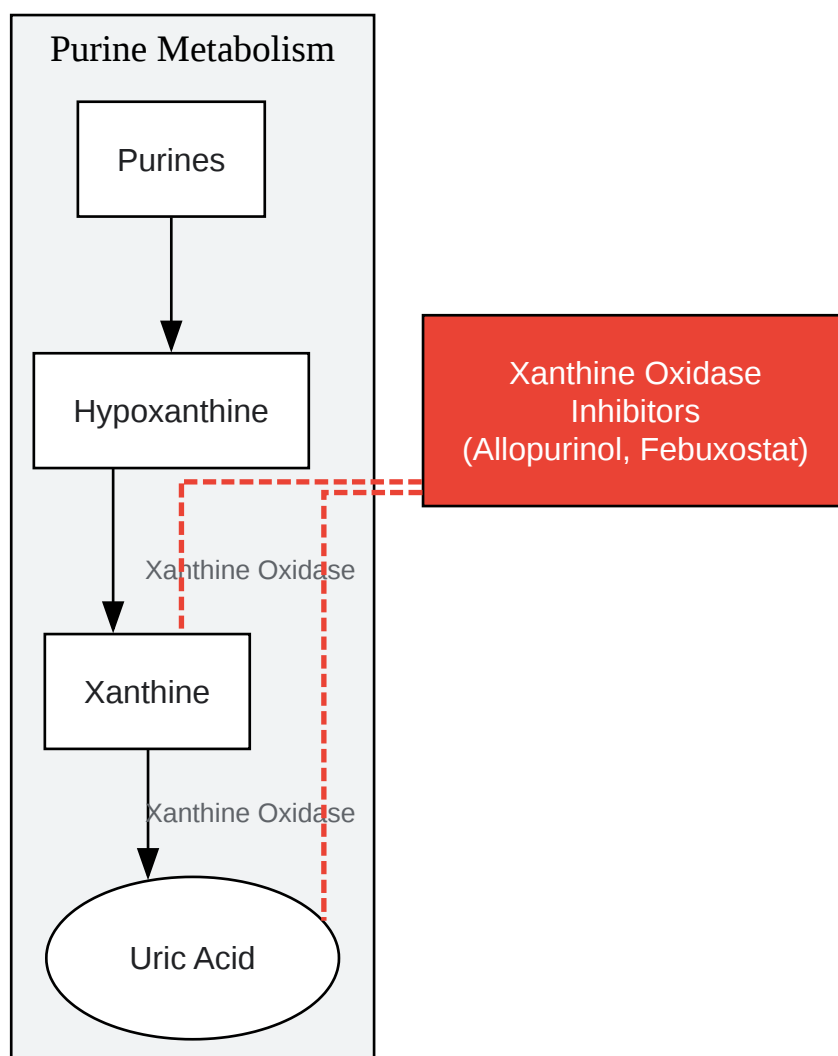 Purine Metabolism
Purines
Hypoxanthine
Xanthine Oxidase
Inhibitors
(Allopurinol, Febuxostat)
Xanthine Oxidase
Xanthine
Xanthine Oxidase
Uric Acid